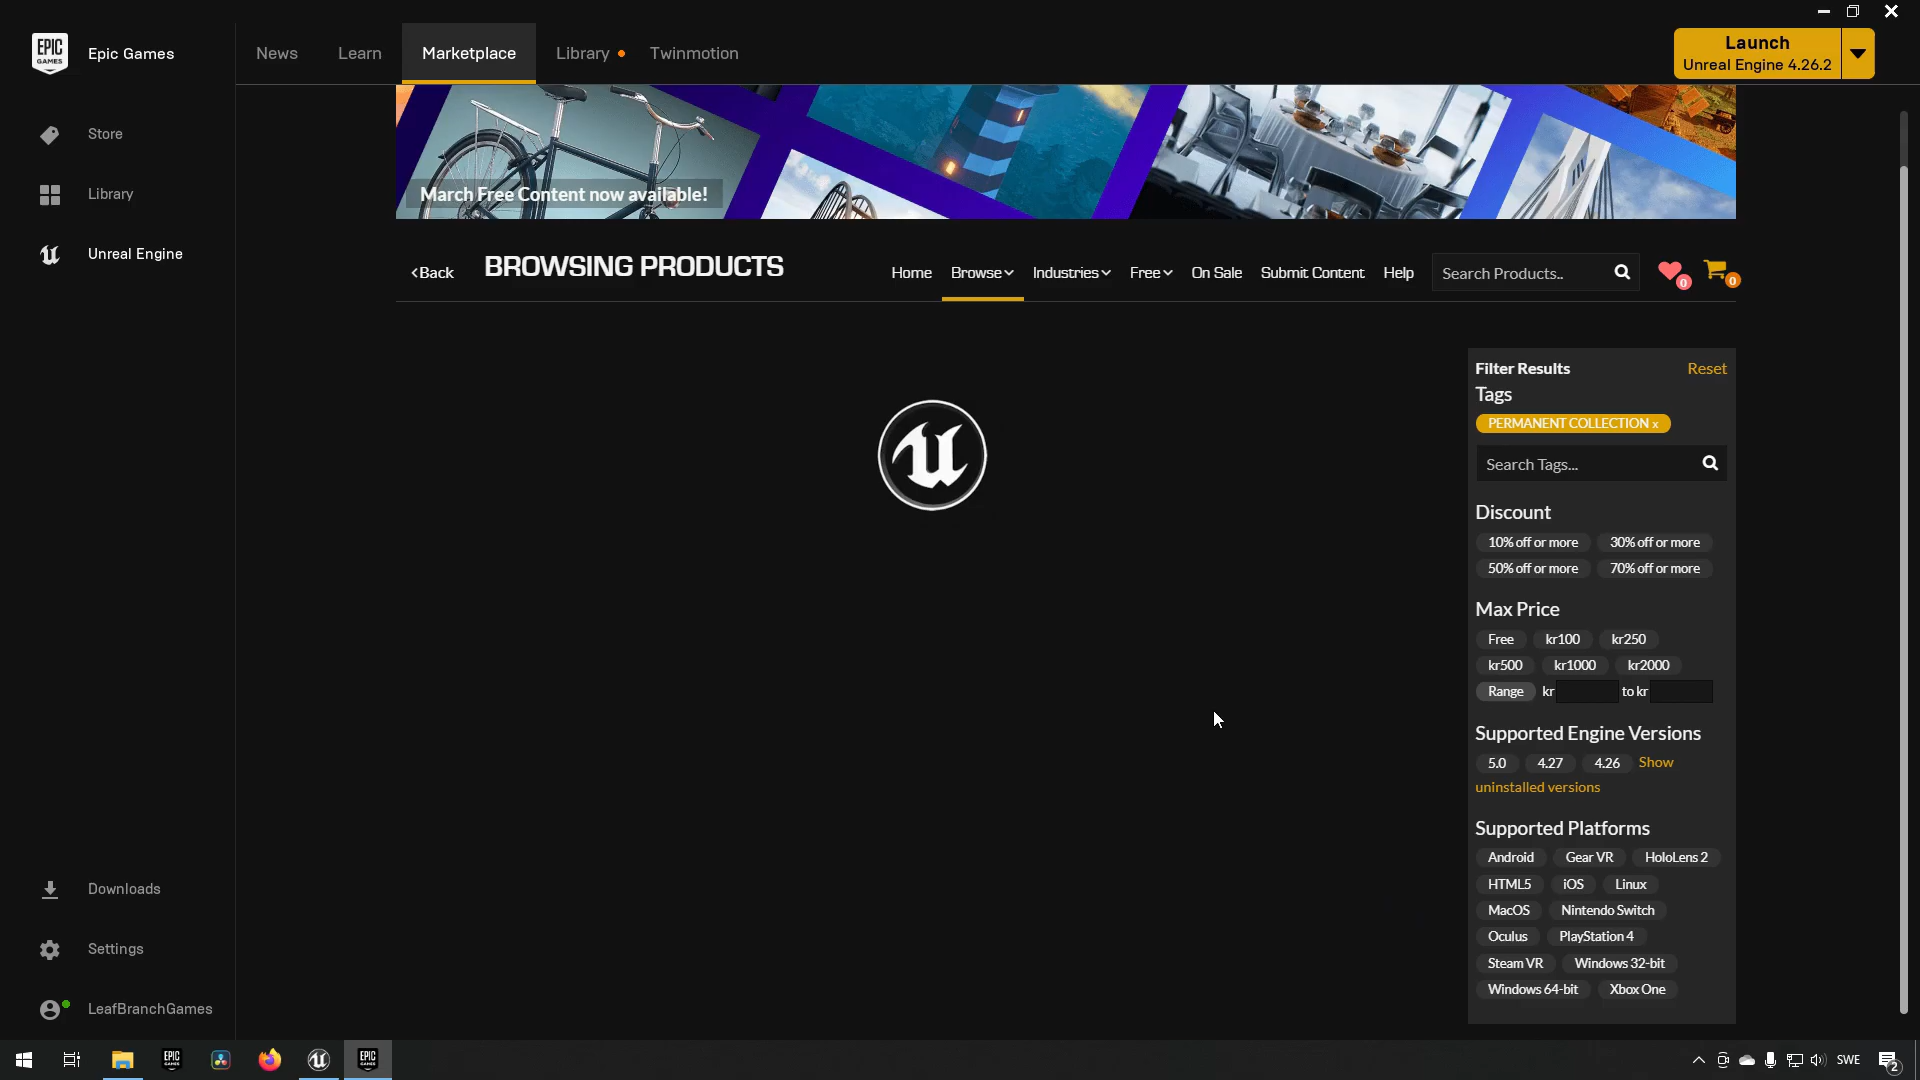 EPIC GAMES
Epic Games
News
Learn
Marketplace
Library
Twinmotion
Launch
Unreal Engine 4.26.2
Store
Library
Unreal Engine
March Free Content now available!
Back
BROWSING PRODUCTS
Home
Browse
Industries
Free
On Sale
Submit Content
Help
Search Products..
0
0
Filter Results
Reset
Tags
PERMANENT COLLECTION x
Search Tags...
Discount
10% off or more
30% off or more
50% off or more
70% off or more
Max Price
Free
kr100
kr250
kr500
kr1000
kr2000
Range
kr
to kr
Supported Engine Versions
5.0
4.27
4.26
Show
uninstalled versions
Supported Platforms
Android
Gear VR
HoloLens 2
HTML5
iOS
Linux
MacOS
Nintendo Switch
Oculus
PlayStation 4
Steam VR
Windows 32-bit
Windows 64-bit
Xbox One
Downloads
Settings
LeafBranchGames
EPIC GAMES
EPIC GAMES
SWE
2